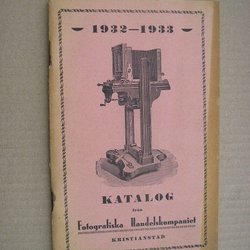 1932—1933
KATALOG
från
Fotografiska Handelskompaniet
KRISTIANSTAD